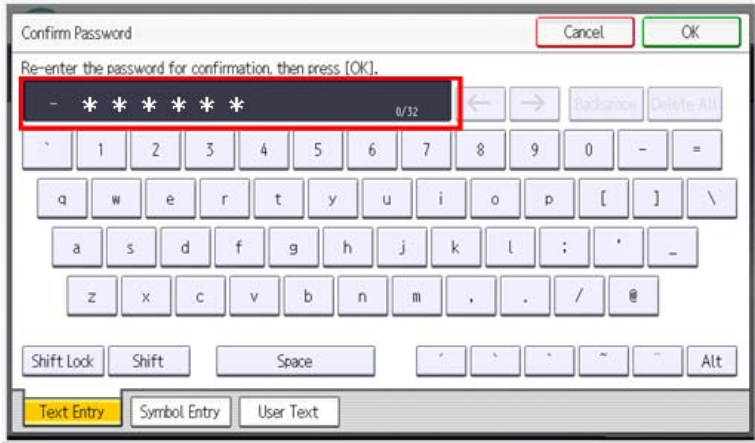 Confirm Password Cancel OK
Re-enter the password for confirmation, then press [OK].
- * * * * * * 0/32 ← → Backspace Delete All
` 1 2 3 4 5 6 7 8 9 0 - =
q w e r t y u i o p [ ] \
a s d f g h j k l ; ' _
z x c v b n m , . / @
Shift Lock Shift Space ´ ` ^ ~ ¨ Alt
Text Entry Symbol Entry User Text